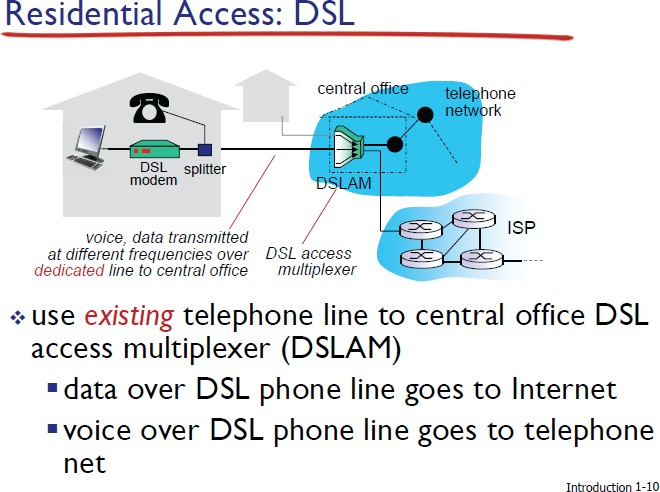 Residential Access: DSL
central office
telephone
network
DSL
modem
splitter
DSLAM
ISP
voice, data transmitted
at different frequencies over
dedicated line to central office
DSL access
multiplexer
❖ use existing telephone line to central office DSL
access multiplexer (DSLAM)
▪ data over DSL phone line goes to Internet
▪ voice over DSL phone line goes to telephone
net
Introduction 1-10